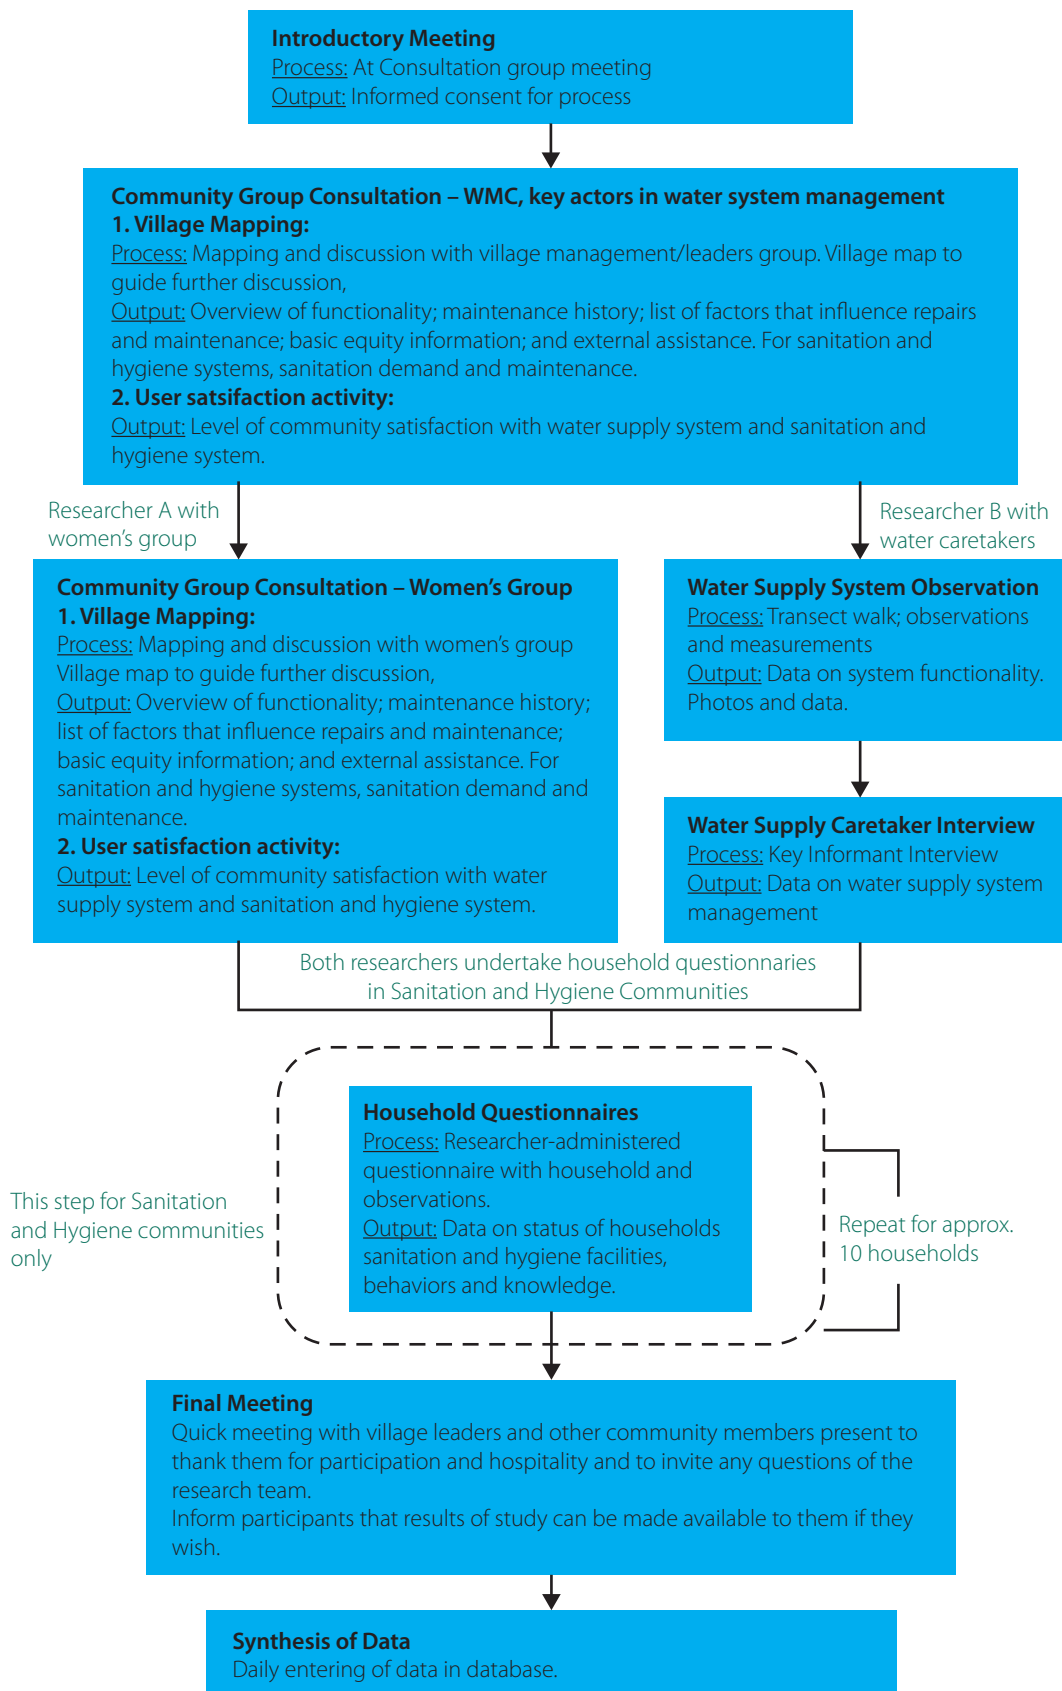 Introductory Meeting
Process: At Consultation group meeting
Output: Informed consent for process
Community Group Consultation – WMC, key actors in water system management
1. Village Mapping:
Process: Mapping and discussion with village management/leaders group. Village map to
guide further discussion,
Output: Overview of functionality; maintenance history; list of factors that influence repairs
and maintenance; basic equity information; and external assistance. For sanitation and
hygiene systems, sanitation demand and maintenance.
2. User satsifaction activity:
Output: Level of community satisfaction with water supply system and sanitation and
hygiene system.
Researcher A with
women's group
Researcher B with
water caretakers
Community Group Consultation – Women's Group
1. Village Mapping:
Process: Mapping and discussion with women's group
Village map to guide further discussion,
Output: Overview of functionality; maintenance history;
list of factors that influence repairs and maintenance;
basic equity information; and external assistance. For
sanitation and hygiene systems, sanitation demand and
maintenance.
2. User satisfaction activity:
Output: Level of community satisfaction with water
supply system and sanitation and hygiene system.
Water Supply System Observation
Process: Transect walk; observations
and measurements
Output: Data on system functionality.
Photos and data.
Water Supply Caretaker Interview
Process: Key Informant Interview
Output: Data on water supply system
management
Both researchers undertake household questionnaries
in Sanitation and Hygiene Communities
Household Questionnaires
Process: Researcher-administered
questionnaire with household and
observations.
Output: Data on status of households
sanitation and hygiene facilities,
behaviors and knowledge.
This step for Sanitation
and Hygiene communities
only
Repeat for approx.
10 households
Final Meeting
Quick meeting with village leaders and other community members present to
thank them for participation and hospitality and to invite any questions of the
research team.
Inform participants that results of study can be made available to them if they
wish.
Synthesis of Data
Daily entering of data in database.